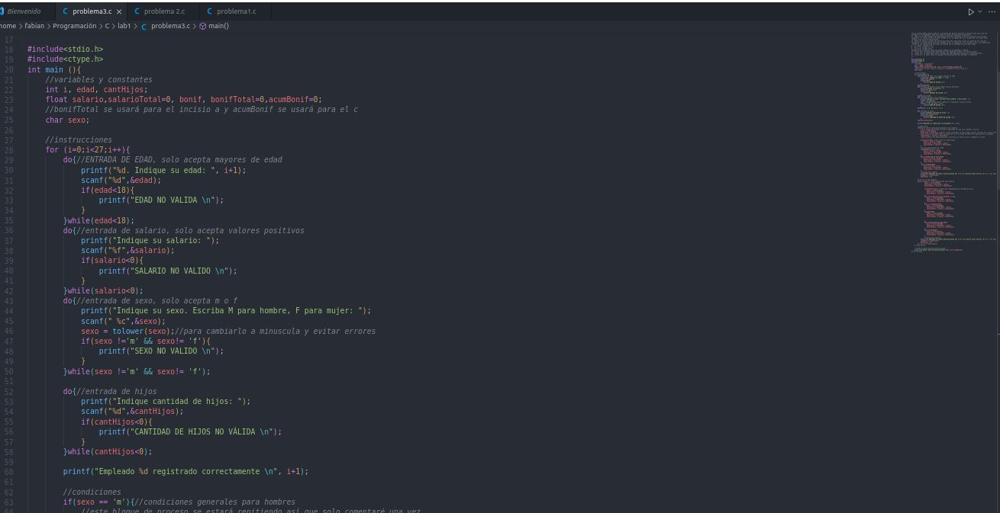 Bienvenido
problema3.c
problema 2.c
problema1.c
home > fabian > Programación > C > lab1 > problema3.c > main()
17
18 #include<stdio.h>
19 #include<ctype.h>
20 int main (){
21 //variables y constantes
22 int i, edad, cantHijos;
23 float salario,salarioTotal=0, bonif, bonifTotal=0,acumBonif=0;
24 //bonifTotal se usará para el incisio a y acumBonif se usará para el c
25 char sexo;
26
27 //instrucciones
28 for (i=0;i<27;i++){
29 do{//ENTRADA DE EDAD, solo acepta mayores de edad
30 printf("%d. Indique su edad: ", i+1);
31 scanf("%d",&edad);
32 if(edad<18){
33 printf("EDAD NO VALIDA \n");
34 }
35 }while(edad<18);
36 do{//entrada de salario, solo acepta valores positivos
37 printf("Indique su salario: ");
38 scanf("%f",&salario);
39 if(salario<0){
40 printf("SALARIO NO VALIDO \n");
41 }
42 }while(salario<0);
43 do{//entrada de sexo, solo acepta m o f
44 printf("Indique su sexo. Escriba M para hombre, F para mujer: ");
45 scanf(" %c",&sexo);
46 sexo = tolower(sexo);//para cambiarlo a minuscula y evitar errores
47 if(sexo !='m' && sexo!= 'f'){
48 printf("SEXO NO VALIDO \n");
49 }
50 }while(sexo !='m' && sexo!= 'f');
51
52 do{//entrada de hijos
53 printf("Indique cantidad de hijos: ");
54 scanf("%d",&cantHijos);
55 if(cantHijos<0){
56 printf("CANTIDAD DE HIJOS NO VÁLIDA \n");
57 }
58 }while(cantHijos<0);
59
60 printf("Empleado %d registrado correctamente \n", i+1);
61
62 //condiciones
63 if(sexo == 'm'){//condiciones generales para hombres
64 //este bloque de proceso se estará repitiendo así que solo comentaré una vez